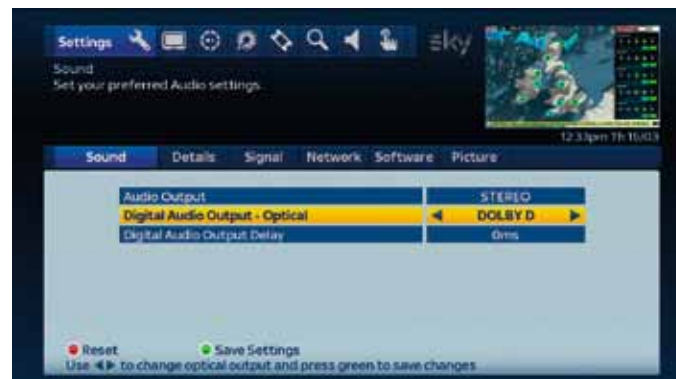 Settings
sky
Sound
Set your preferred Audio settings.
12.33pm Th 15/03
Sound Details Signal Network Software Picture
Audio Output STEREO
Digital Audio Output - Optical DOLBY D
Digital Audio Output Delay 0ms
Reset Save Settings
Use ◀▶ to change optical output and press green to save changes